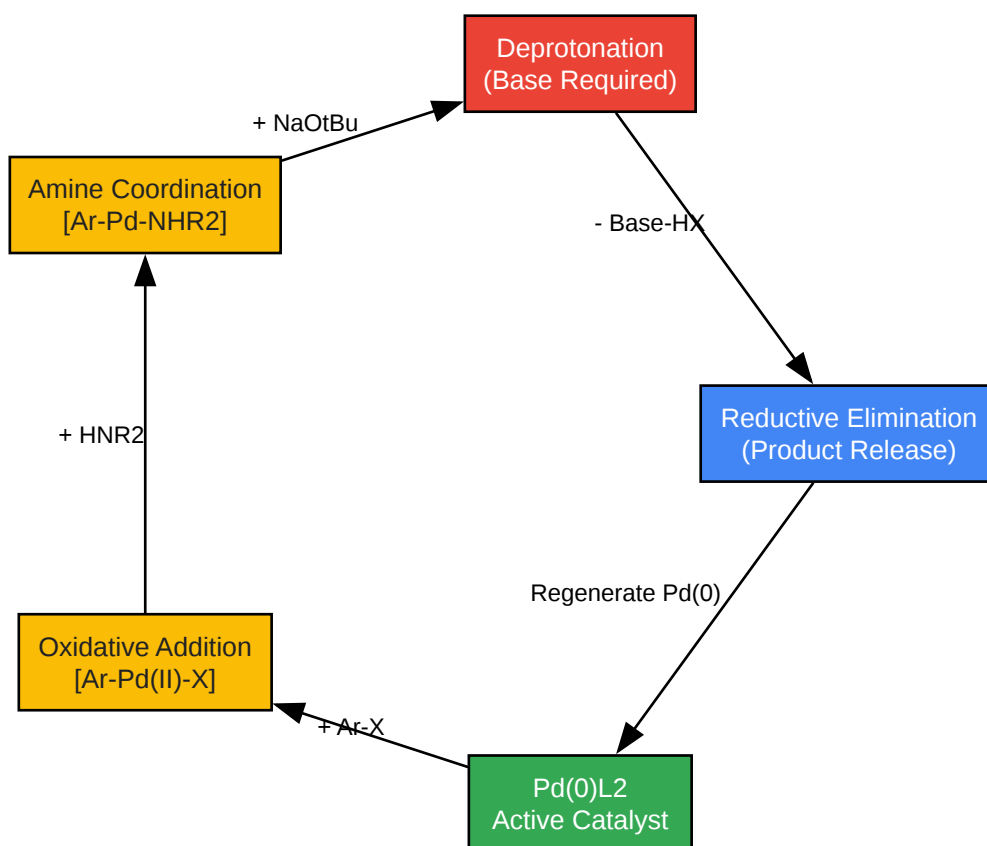 Deprotonation
(Base Required)
+ NaOtBu
Amine Coordination
[Ar-Pd-NHR2]
- Base-HX
Reductive Elimination
(Product Release)
+ HNR2
Regenerate Pd(0)
Oxidative Addition
[Ar-Pd(II)-X]
+ Ar-X
Pd(0)L2
Active Catalyst